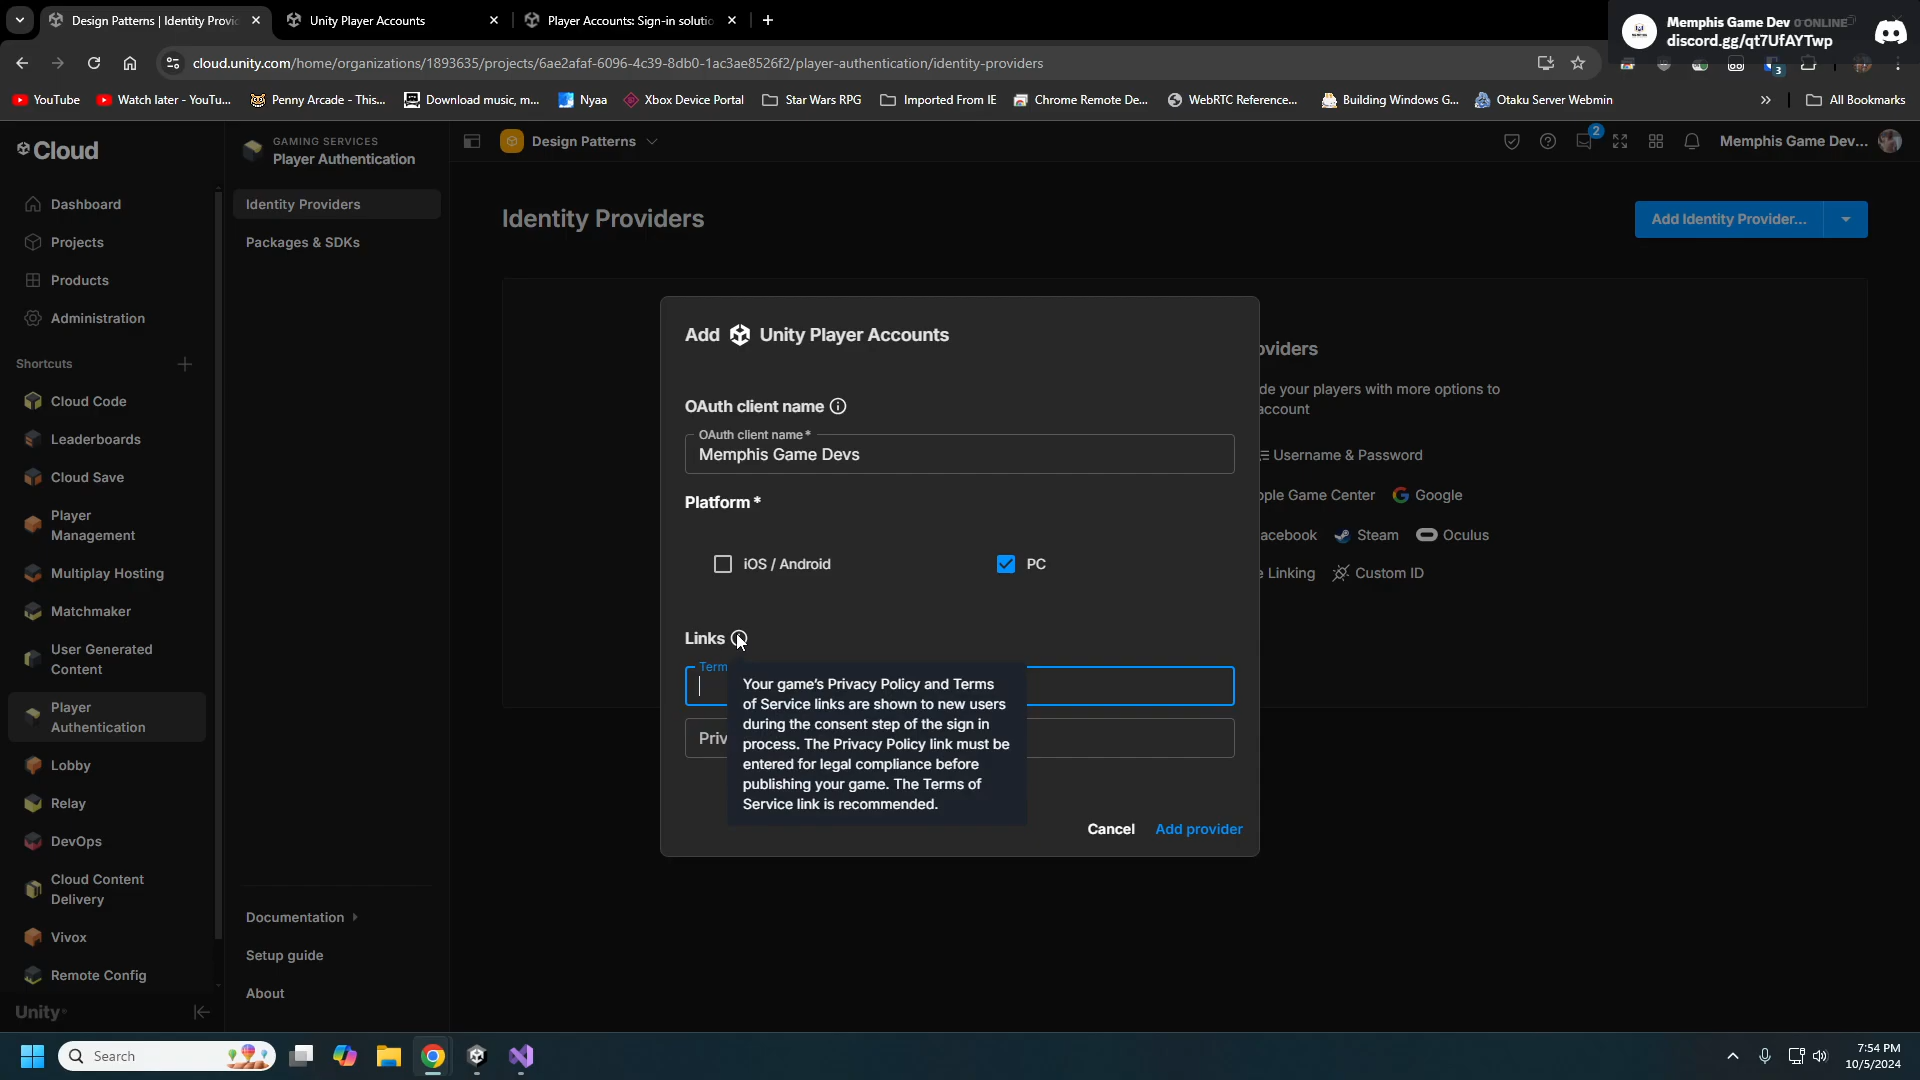 Design Patterns | Identity Provid
Unity Player Accounts
Player Accounts: Sign-in solutio
Memphis Game Dev 0 ONLINE
discord.gg/qt7UfAYTwp
cloud.unity.com/home/organizations/1893635/projects/6ae2afaf-6096-4c39-8db0-1ac3ae8526f2/player-authentication/identity-providers
3
YouTube
Watch later - YouTu...
Penny Arcade - This...
Download music, m...
Nyaa
Xbox Device Portal
Star Wars RPG
Imported From IE
Chrome Remote De...
WebRTC Reference...
Building Windows G...
Otaku Server Webmin
»
All Bookmarks
Cloud
GAMING SERVICES
Player Authentication
Design Patterns
2
Memphis Game Dev...
Dashboard
Projects
Products
Administration
Shortcuts
Cloud Code
Leaderboards
Cloud Save
Player
Management
Multiplay Hosting
Matchmaker
User Generated
Content
Player
Authentication
Lobby
Relay
DevOps
Cloud Content
Delivery
Vivox
Remote Config
Unity
Identity Providers
Packages & SDKs
Documentation
Setup guide
About
Identity Providers
Add Identity Provider...
oviders
de your players with more options to
account
Username & Password
ople Game Center
Google
acebook
Steam
Oculus
e Linking
Custom ID
Add Unity Player Accounts
OAuth client name
OAuth client name *
Memphis Game Devs
Platform *
iOS / Android
PC
Links
Term
Priv
Your game's Privacy Policy and Terms
of Service links are shown to new users
during the consent step of the sign in
process. The Privacy Policy link must be
entered for legal compliance before
publishing your game. The Terms of
Service link is recommended.
Cancel
Add provider
Search
7:54 PM
10/5/2024